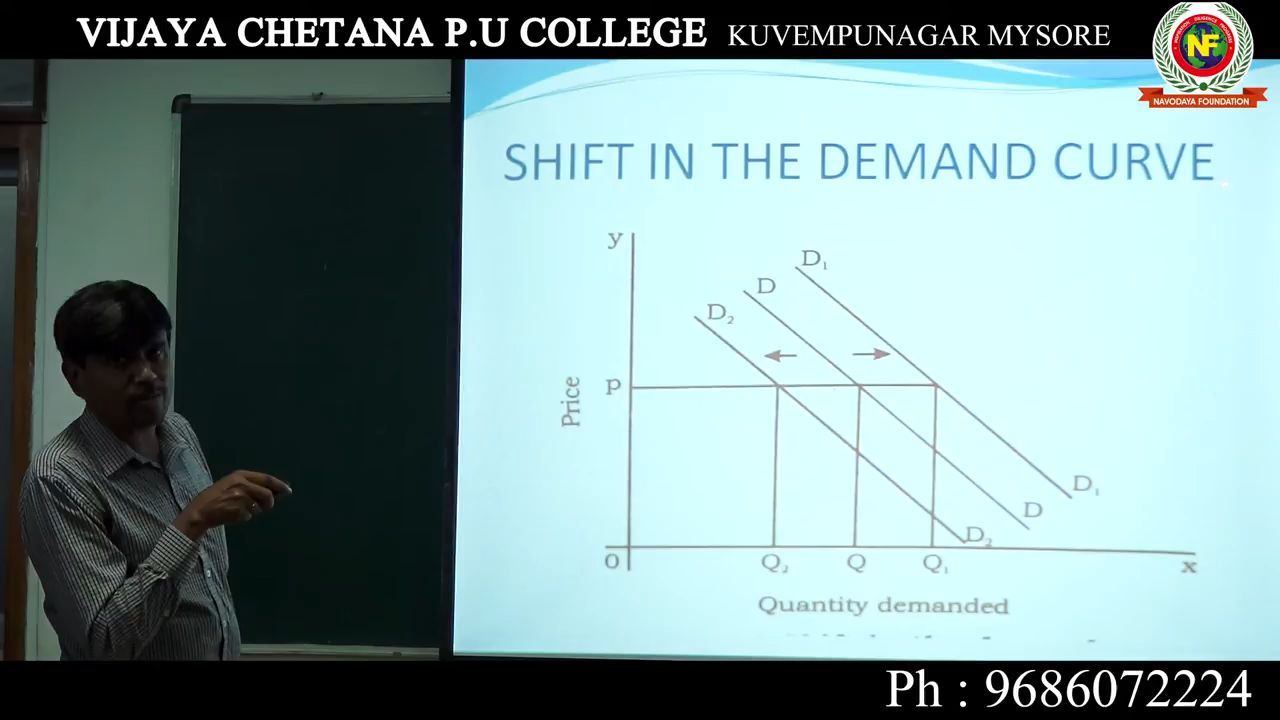 VIJAYA CHETANA P.U COLLEGE KUVEMPUNAGAR MYSORE
NF
NAVODAYA FOUNDATION
SHIFT IN THE DEMAND CURVE
y
D₁
D
D₂
P
Price
D₁
D
D₂
0 Q₂ Q Q₁ x
Quantity demanded
Ph : 9686072224